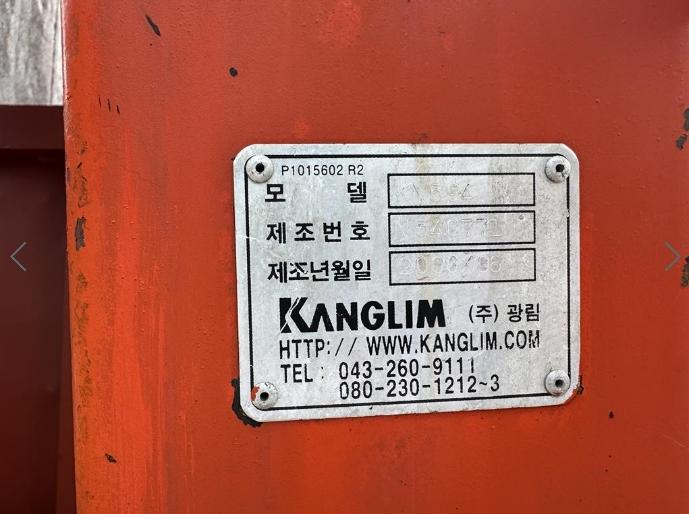 P1015602 R2
모 델
제조번호
제조년월일
KANGLIM (주) 광림
HTTP:// WWW.KANGLIM.COM
TEL : 043-260-9111
080-230-1212~3